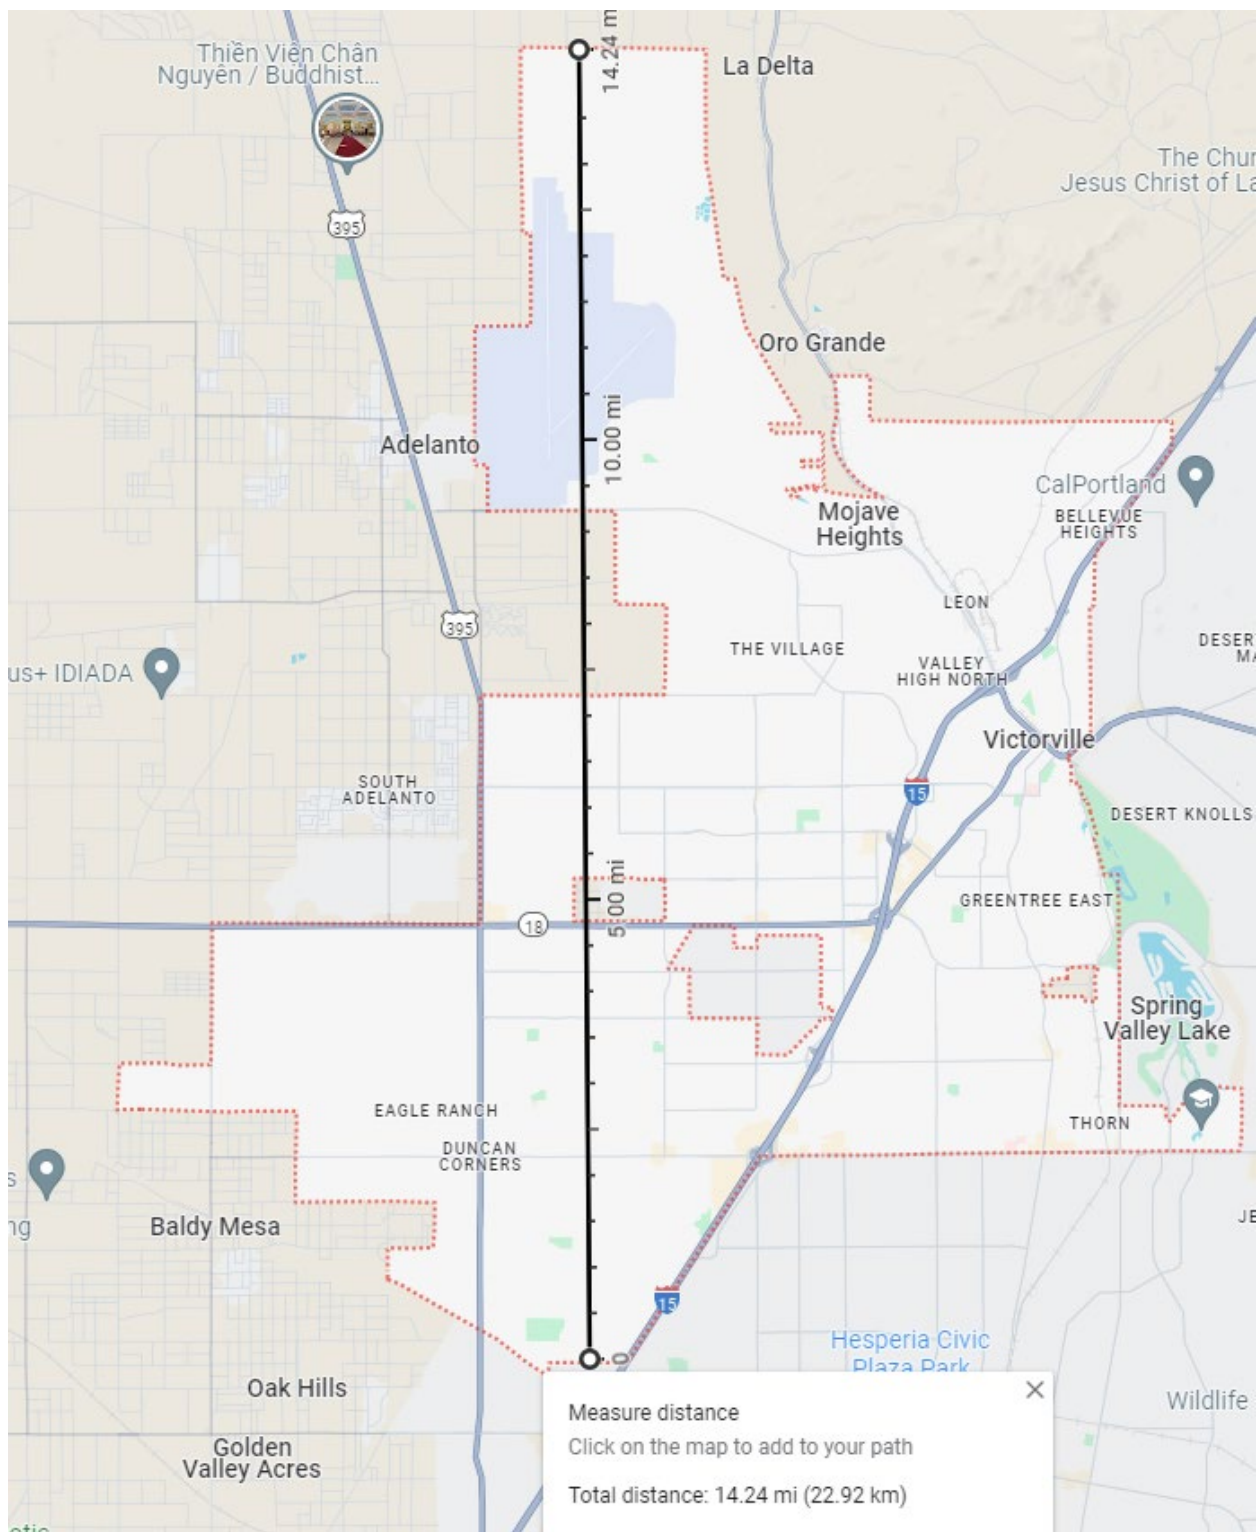 Thiền Viện Chân
Nguyên / Buddhist...
14.24 m
La Delta
The Chur
Jesus Christ of La
395
Oro Grande
10.00 mi
Adelanto
CalPortland
BELLEVUE
HEIGHTS
Mojave
Heights
LEON
395
THE VILLAGE
VALLEY
HIGH NORTH
DESER
MA
us+ IDIADA
Victorville
SOUTH
ADELANTO
15
DESERT KNOLLS
5.00 mi
GREENTREE EAST
18
Spring
Valley Lake
EAGLE RANCH
THORN
DUNCAN
CORNERS
s
ng
Baldy Mesa
JE
15
0
Hesperia Civic
Plaza Park
Oak Hills
Wildlife
Golden
Valley Acres
Measure distance
Click on the map to add to your path
Total distance: 14.24 mi (22.92 km)